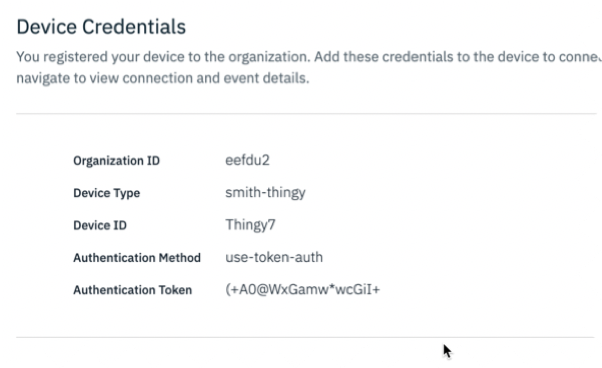 Device Credentials
You registered your device to the organization. Add these credentials to the device to
navigate to view connection and event details.
Organization ID eefdu2
Device Type smith-thingy
Device ID Thingy7
Authentication Method use-token-auth
Authentication Token (+A0@WxGamw*wcGiI+